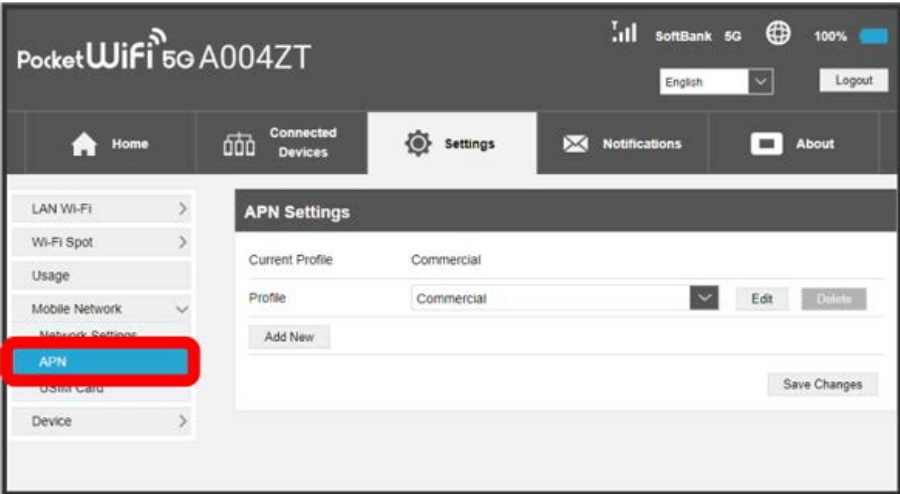 PocketWiFi 5G A004ZT
SoftBank 5G
100%
English
Logout
Home
Connected
Devices
Settings
Notifications
About
LAN Wi-Fi
Wi-Fi Spot
Usage
Mobile Network
Network Settings
APN
USIM Card
Device
APN Settings
Current Profile Commercial
Profile Commercial Edit Delete
Add New
Save Changes